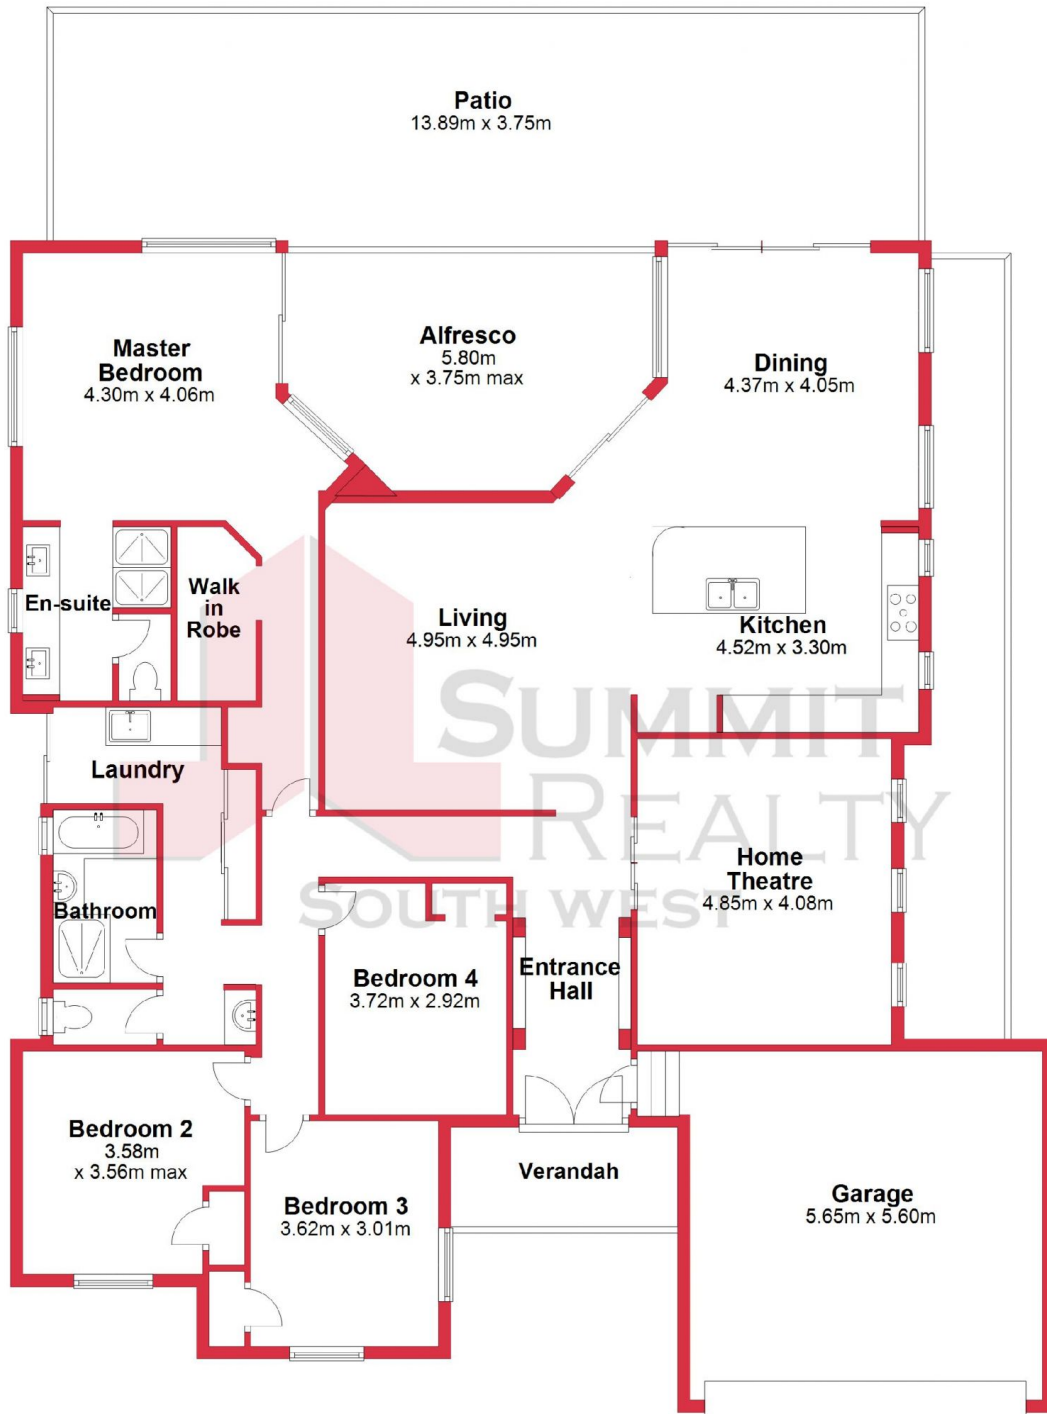 Patio
13.89m x 3.75m
Master
Bedroom
4.30m x 4.06m
Alfresco
5.80m
x 3.75m max
Dining
4.37m x 4.05m
En-suite
Walk
in
Robe
Living
4.95m x 4.95m
Kitchen
4.52m x 3.30m
SUMMIT
REALTY
SOUTH WEST
Laundry
Bathroom
Home
Theatre
4.85m x 4.08m
Bedroom 4
3.72m x 2.92m
Entrance
Hall
Bedroom 2
3.58m
x 3.56m max
Bedroom 3
3.62m x 3.01m
Verandah
Garage
5.65m x 5.60m